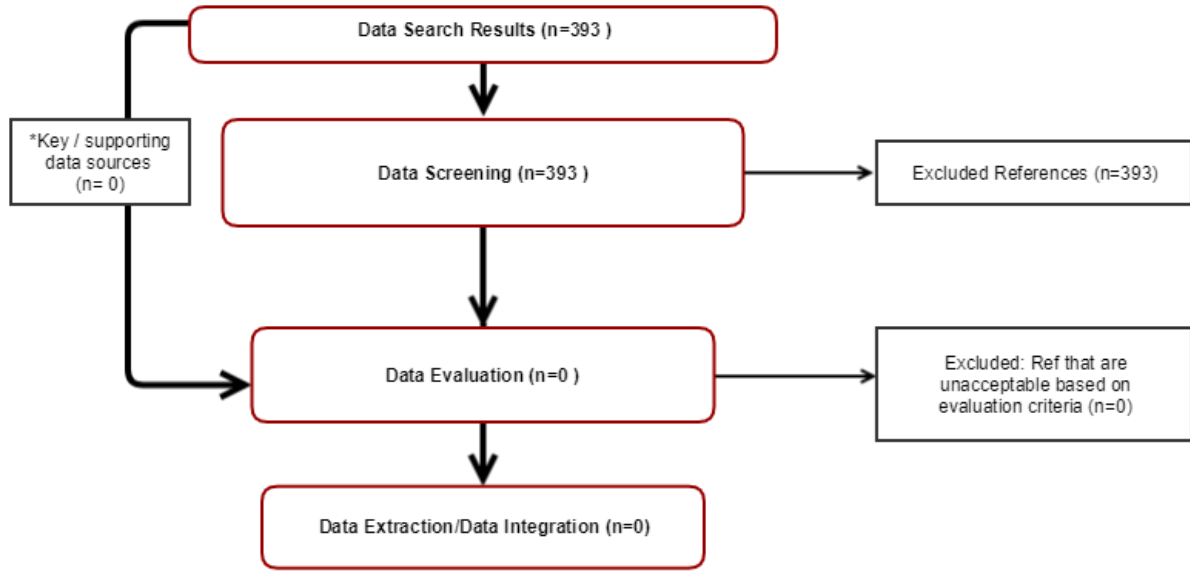 Data Search Results (n=393 )
*Key / supporting
data sources
(n= 0)
Data Screening (n=393 )
Excluded References (n=393)
Data Evaluation (n=0 )
Excluded: Ref that are
unacceptable based on
evaluation criteria (n=0)
Data Extraction/Data Integration (n=0)